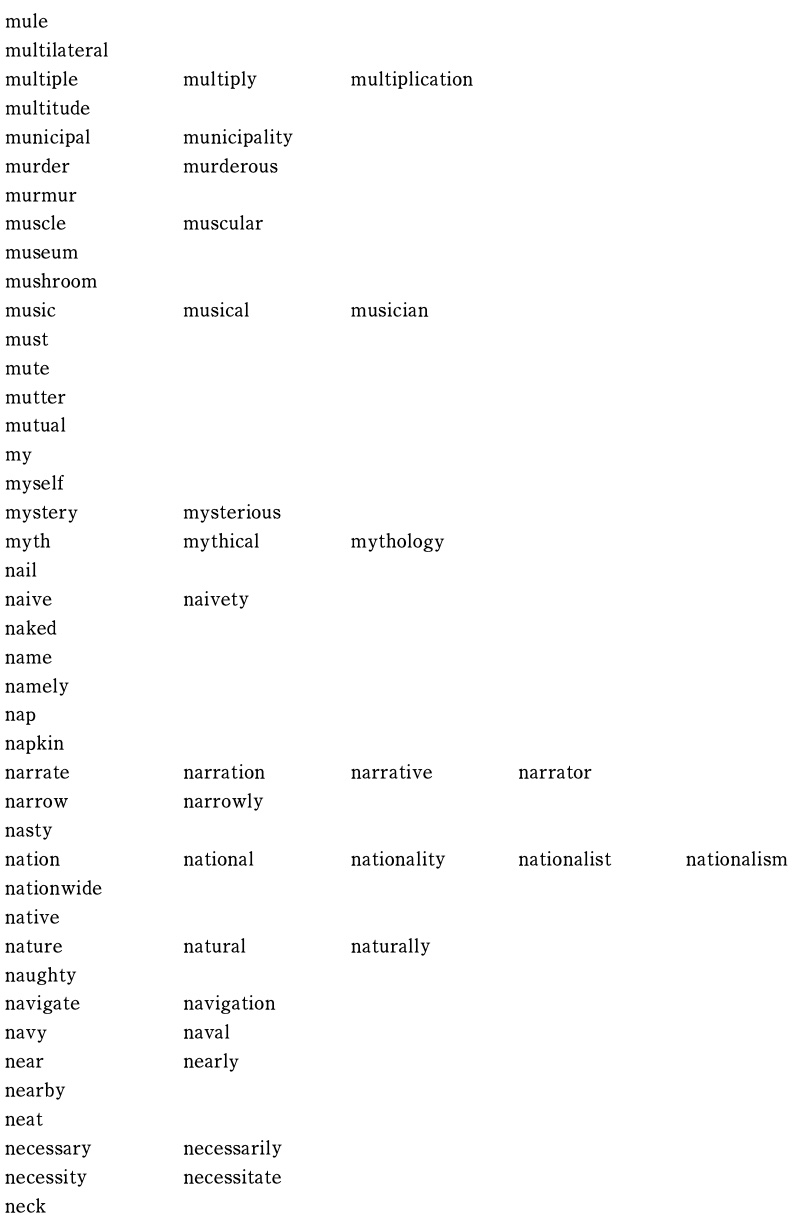 mule
multilateral
multiple multiply multiplication
multitude
municipal municipality
murder murderous
murmur
muscle muscular
museum
mushroom
music musical musician
must
mute
mutter
mutual
my
myself
mystery mysterious
myth mythical mythology
nail
naive naivety
naked
name
namely
nap
napkin
narrate narration narrative narrator
narrow narrowly
nasty
nation national nationality nationalist nationalism
nationwide
native
nature natural naturally
naughty
navigate navigation
navy naval
near nearly
nearby
neat
necessary necessarily
necessity necessitate
neck